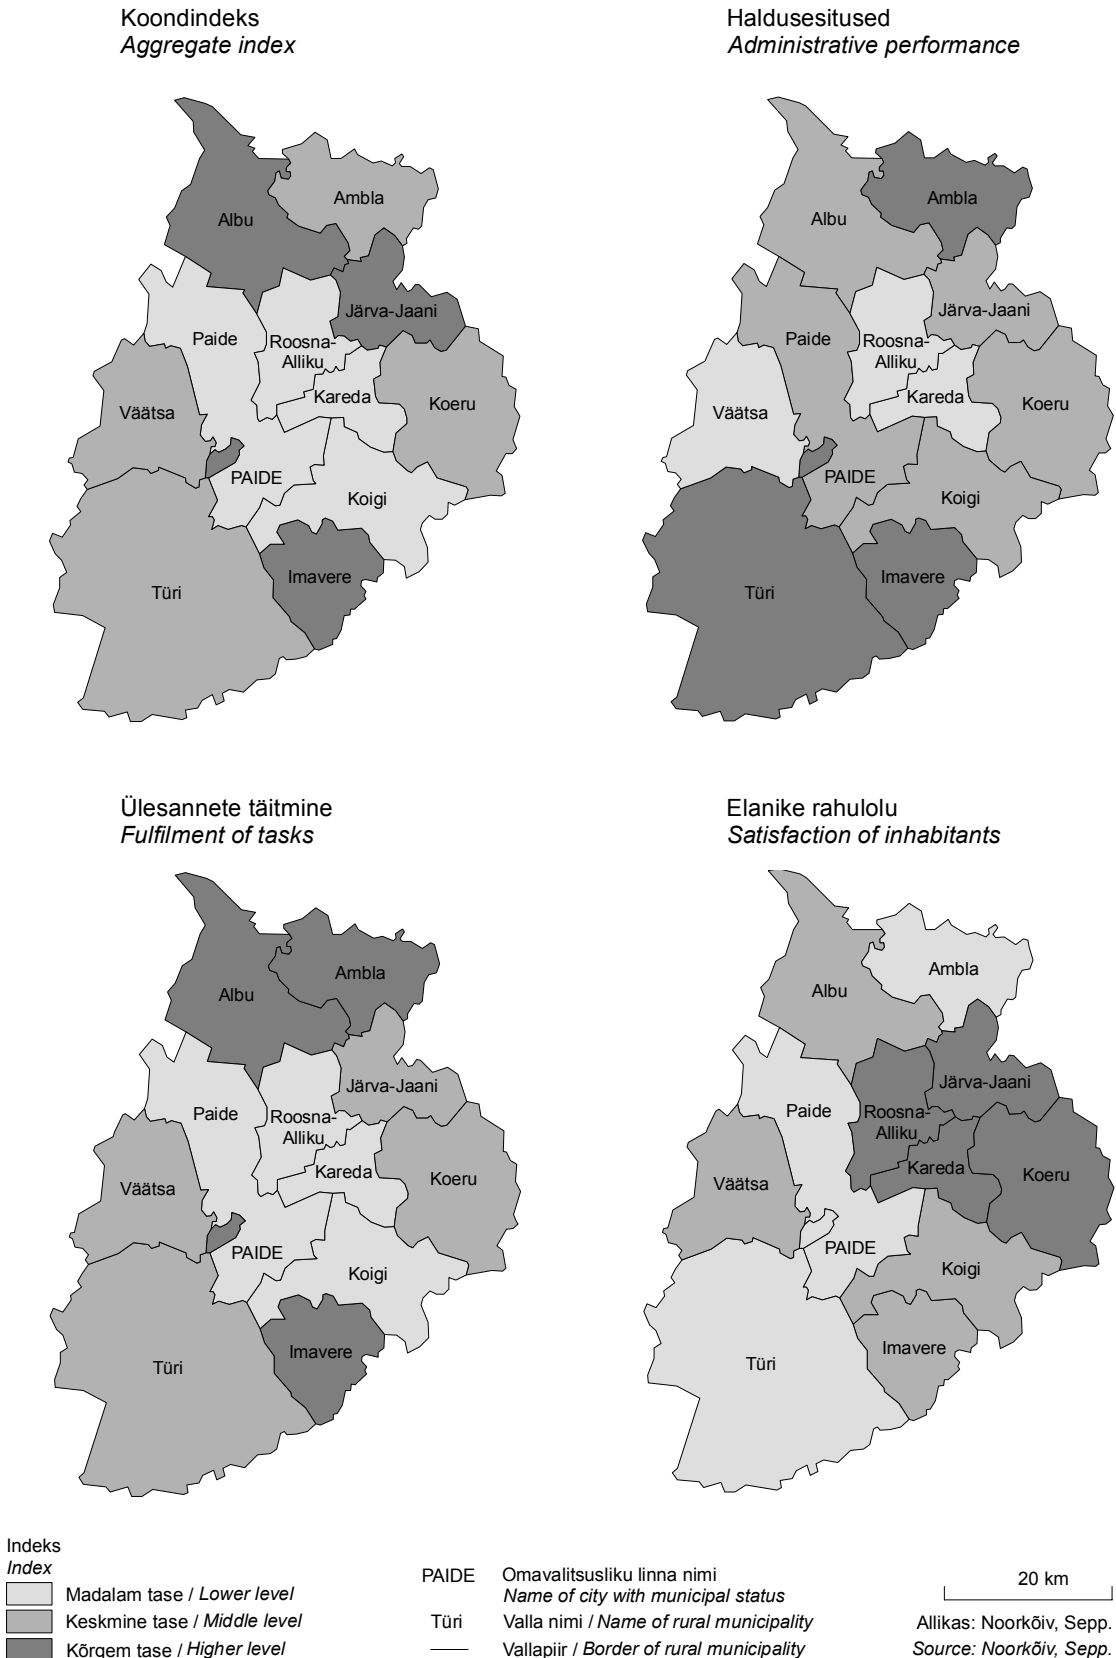 Koondindeks
Aggregate index
Albu
Ambla
Järva-Jaani
Paide
Roosna-
Alliku
Kareda
Koeru
Väätsa
PAIDE
Koigi
Imavere
Türi
Haldusesitused
Administrative performance
Ambla
Albu
Järva-Jaani
Paide
Roosna-
Alliku
Kareda
Koeru
Väätsa
PAIDE
Koigi
Imavere
Türi
Ülesannete täitmine
Fulfilment of tasks
Ambla
Albu
Järva-Jaani
Paide
Roosna-
Alliku
Kareda
Koeru
Väätsa
PAIDE
Koigi
Imavere
Türi
Elanike rahulolu
Satisfaction of inhabitants
Ambla
Albu
Järva-Jaani
Paide
Roosna-
Alliku
Kareda
Koeru
Väätsa
PAIDE
Koigi
Imavere
Türi
Indeks
Index
Madalam tase / Lower level
Keskmine tase / Middle level
Kõrgem tase / Higher level
PAIDE Omavalitsusliku linna nimi
Name of city with municipal status
Türi Valla nimi / Name of rural municipality
Vallapiir / Border of rural municipality
20 km
Allikas: Noorkõiv, Sepp.
Source: Noorkõiv, Sepp.